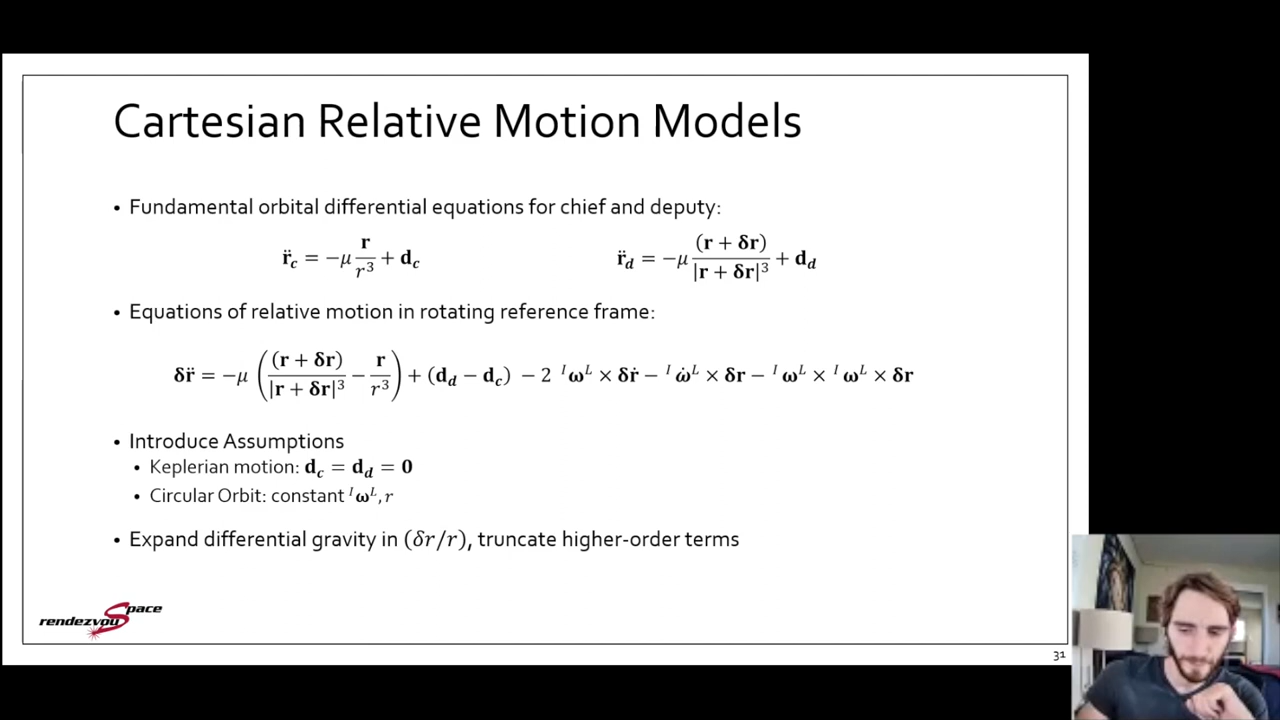 Cartesian Relative Motion Models
• Fundamental orbital differential equations for chief and deputy:
r̈_c = −μ r/r³ + d_c    r̈_d = −μ (r + δr)/|r + δr|³ + d_d
• Equations of relative motion in rotating reference frame:
δr̈ = −μ ( (r + δr)/|r + δr|³ − r/r³ ) + (d_d − d_c) − 2 ᴵω^L × δṙ − ᴵω̇^L × δr − ᴵω^L × ᴵω^L × δr
• Introduce Assumptions
• Keplerian motion: d_c = d_d = 0
• Circular Orbit: constant ᴵω^L, r
• Expand differential gravity in (δr/r), truncate higher-order terms
rendezvouSpace
31